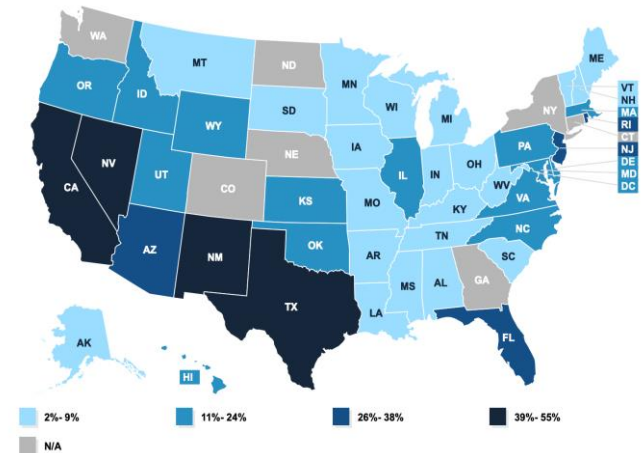 WA
MT
ND
MN
ME
OR
ID
SD
WI
MI
NY
VT
NH
MA
RI
CT
NJ
DE
MD
DC
WY
NE
IA
PA
NV
UT
CO
IL
IN
OH
WV
VA
CA
KS
MO
KY
NC
AZ
NM
OK
AR
TN
SC
TX
LA
MS
AL
GA
FL
AK
HI
2%- 9%
11%- 24%
26%- 38%
39%- 55%
N/A